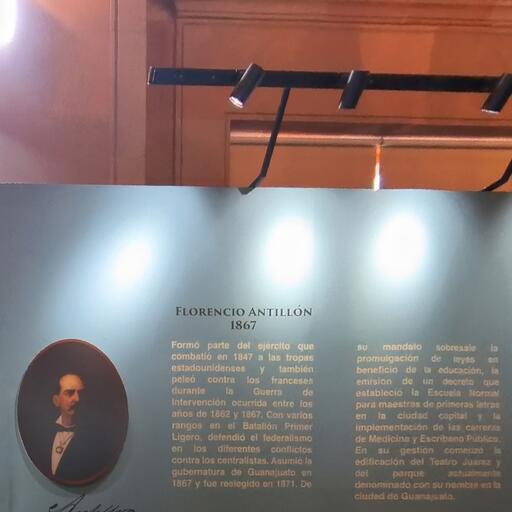 FLORENCIO ANTILLÓN
1867
Formó parte del ejército que
combatió en 1847 a las tropas
estadounidenses y también
peleó contra los franceses
durante la Guerra de
Intervención ocurrida entre los
años de 1862 y 1867. Con varios
rangos en el Batallón Primer
Ligero, defendió el federalismo
en los diferentes conflictos
contra los centralistas. Asumió la
gubernatura de Guanajuato en
1867 y fue reelegido en 1871. De
su mandato sobresale la
promulgación de leyes en
beneficio de la educación, la
emisión de un decreto que
estableció la Escuela Normal
para maestras de primeras letras
en la ciudad capital y la
implementación de las carreras
de Medicina y Escribano Público.
En su gestión comenzó la
edificación del Teatro Juárez y
del parque actualmente
denominado con su nombre en la
ciudad de Guanajuato.